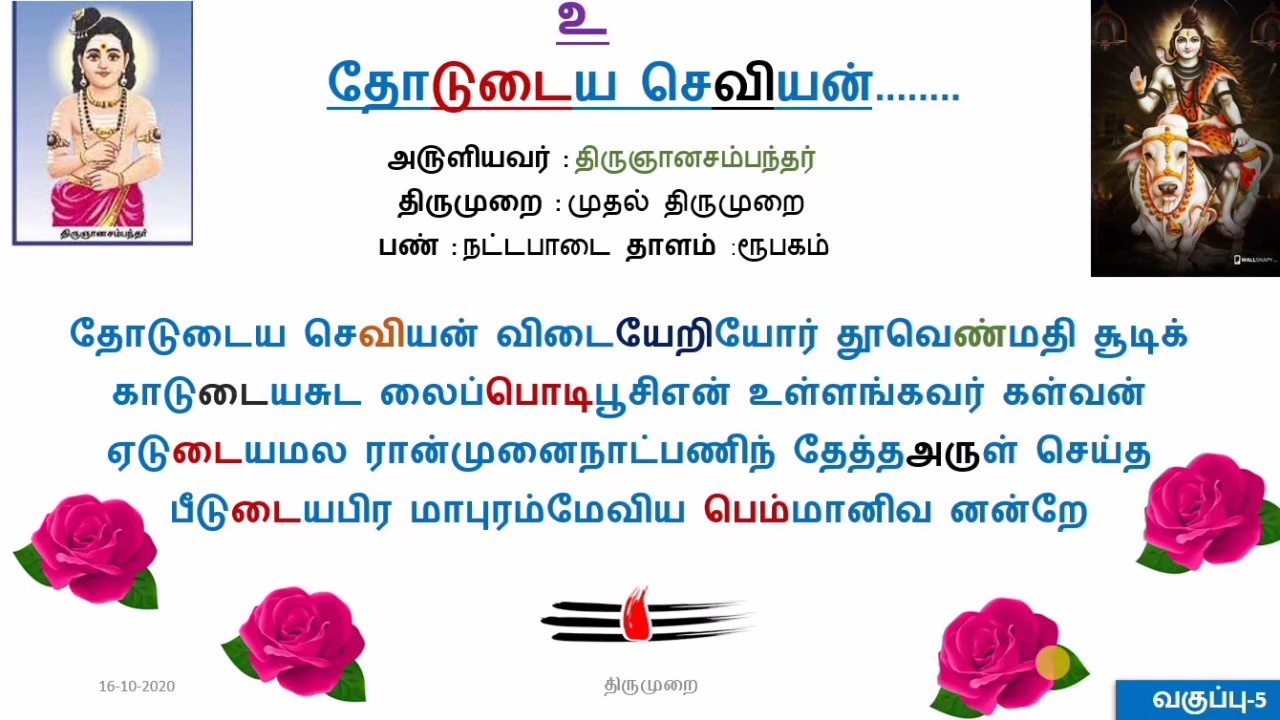 உ
தோடுடைய செவியன்........
அருளியவர் : திருஞானசம்பந்தர்
திருமுறை : முதல் திருமுறை
பண் : நட்டபாடை தாளம் :ரூபகம்
திருஞானசம்பந்தர்
WALLSNAPY...
தோடுடைய செவியன் விடையேறியோர் தூவெண்மதி சூடிக்
காடுடையசுட லைப்பொடிபூசிஎன் உள்ளங்கவர் கள்வன்
ஏடுடையமல ரான்முனைநாட்பணிந் தேத்தஅருள் செய்த
பீடுடையபிர மாபுரம்மேவிய பெம்மானிவ னன்றே
16-10-2020
திருமுறை
வகுப்பு-5